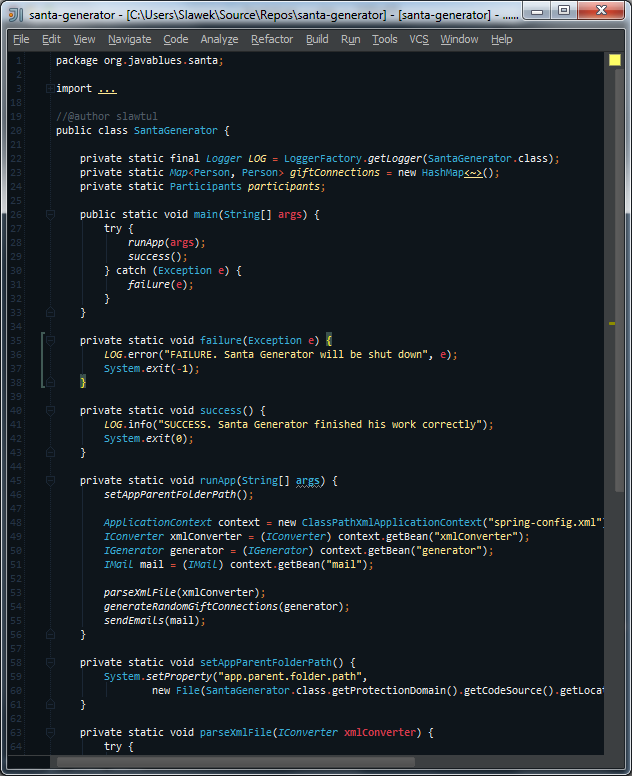 santa-generator - [C:\Users\Slawek\Source\Repos\santa-generator] - [santa-generator] - ......
File Edit View Navigate Code Analyze Refactor Build Run Tools VCS Window Help
1 package org.javablues.santa;
2
3 import ...
18
19 //@author slawtul
20 public class SantaGenerator {
21
22 private static final Logger LOG = LoggerFactory.getLogger(SantaGenerator.class);
23 private static Map<Person, Person> giftConnections = new HashMap<~>();
24 private static Participants participants;
25
26 public static void main(String[] args) {
27 try {
28 runApp(args);
29 success();
30 } catch (Exception e) {
31 failure(e);
32 }
33 }
34
35 private static void failure(Exception e) {
36 LOG.error("FAILURE. Santa Generator will be shut down", e);
37 System.exit(-1);
38 }
39
40 private static void success() {
41 LOG.info("SUCCESS. Santa Generator finished his work correctly");
42 System.exit(0);
43 }
44
45 private static void runApp(String[] args) {
46 setAppParentFolderPath();
47
48 ApplicationContext context = new ClassPathXmlApplicationContext("spring-config.xml")
49 IConverter xmlConverter = (IConverter) context.getBean("xmlConverter");
50 IGenerator generator = (IGenerator) context.getBean("generator");
51 IMail mail = (IMail) context.getBean("mail");
52
53 parseXmlFile(xmlConverter);
54 generateRandomGiftConnections(generator);
55 sendEmails(mail);
56 }
57
58 private static void setAppParentFolderPath() {
59 System.setProperty("app.parent.folder.path",
60 new File(SantaGenerator.class.getProtectionDomain().getCodeSource().getLocat
61 }
62
63 private static void parseXmlFile(IConverter xmlConverter) {
64 try {